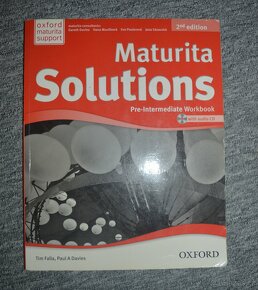 oxford
maturita
support
2nd edition
Maturita
Solutions
Pre-Intermediate Workbook
with audio CD
Tim Falla, Paul A Davies
OXFORD